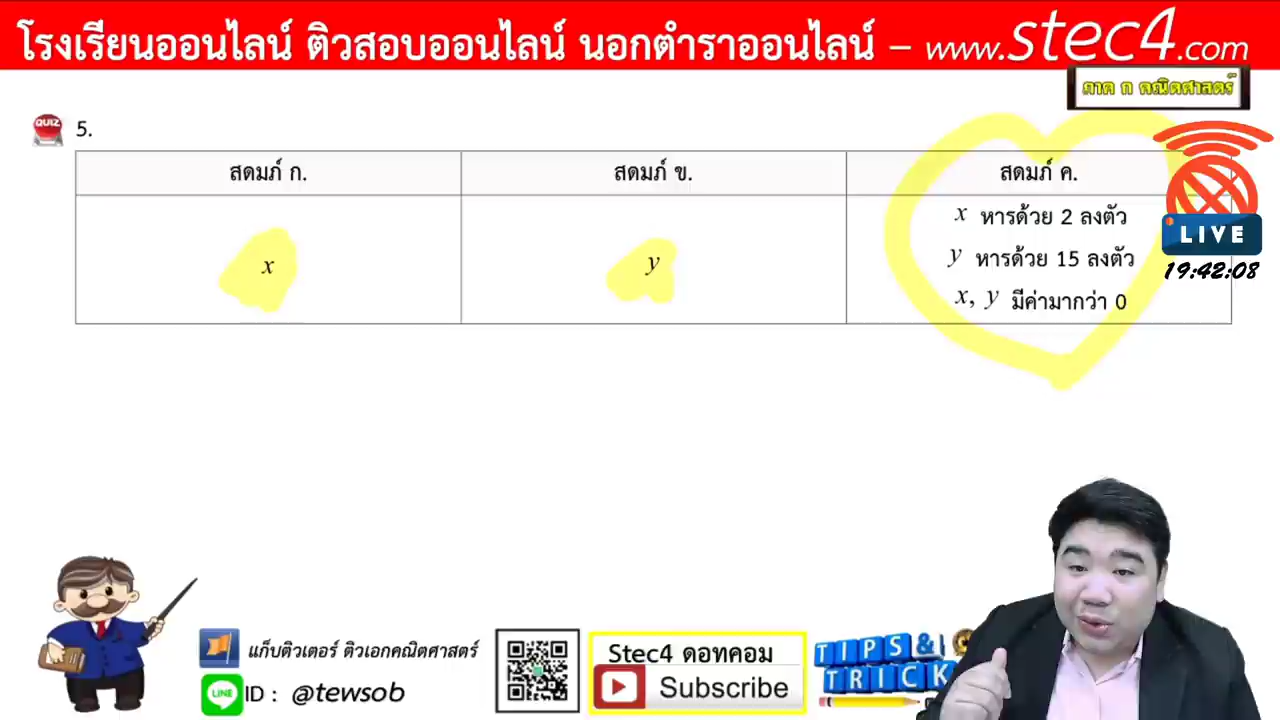 โรงเรียนออนไลน์ ติวสอบออนไลน์ นอกตำราออนไลน์ – www.stec4.com
ภาค ก คณิตศาสตร์
QUIZ
5.
สดมภ์ ก. สดมภ์ ข. สดมภ์ ค.
x y
x หารด้วย 2 ลงตัว
y หารด้วย 15 ลงตัว
x, y มีค่ามากว่า 0
LIVE
19:42:08
แก็บติวเตอร์ ติวเอกคณิตศาสตร์
LINE ID : @tewsob
Stec4 ดอทคอม
Subscribe
TIPS &
TRICK